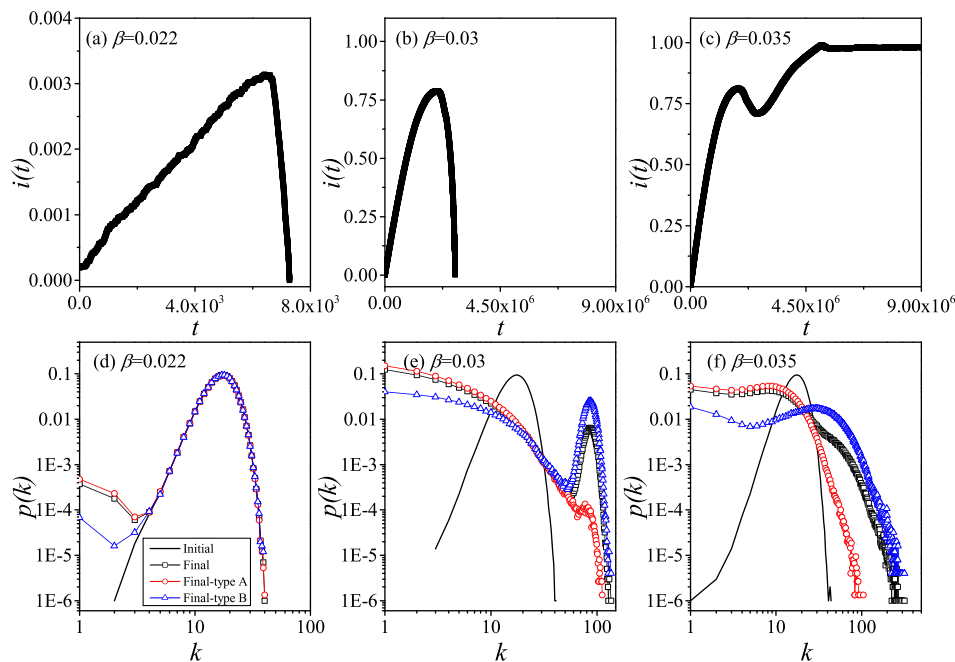 (a) β=0.022
0.004
0.003
0.002
0.001
0.000
i(t)
0.0 4.0x10³ 8.0x10³
t
(b) β=0.03
1.00
0.75
0.50
0.25
0.00
i(t)
0.00 4.50x10⁶ 9.00x10⁶
t
(c) β=0.035
1.00
0.75
0.50
0.25
0.00
i(t)
0.00 4.50x10⁶ 9.00x10⁶
t
(d) β=0.022
0.1
0.01
1E-3
1E-4
1E-5
1E-6
p(k)
Initial
Final
Final-type A
Final-type B
1 10 100
k
(e) β=0.03
0.1
0.01
1E-3
1E-4
1E-5
1E-6
p(k)
10 100
k
(f) β=0.035
0.1
0.01
1E-3
1E-4
1E-5
1E-6
p(k)
1 10 100
k